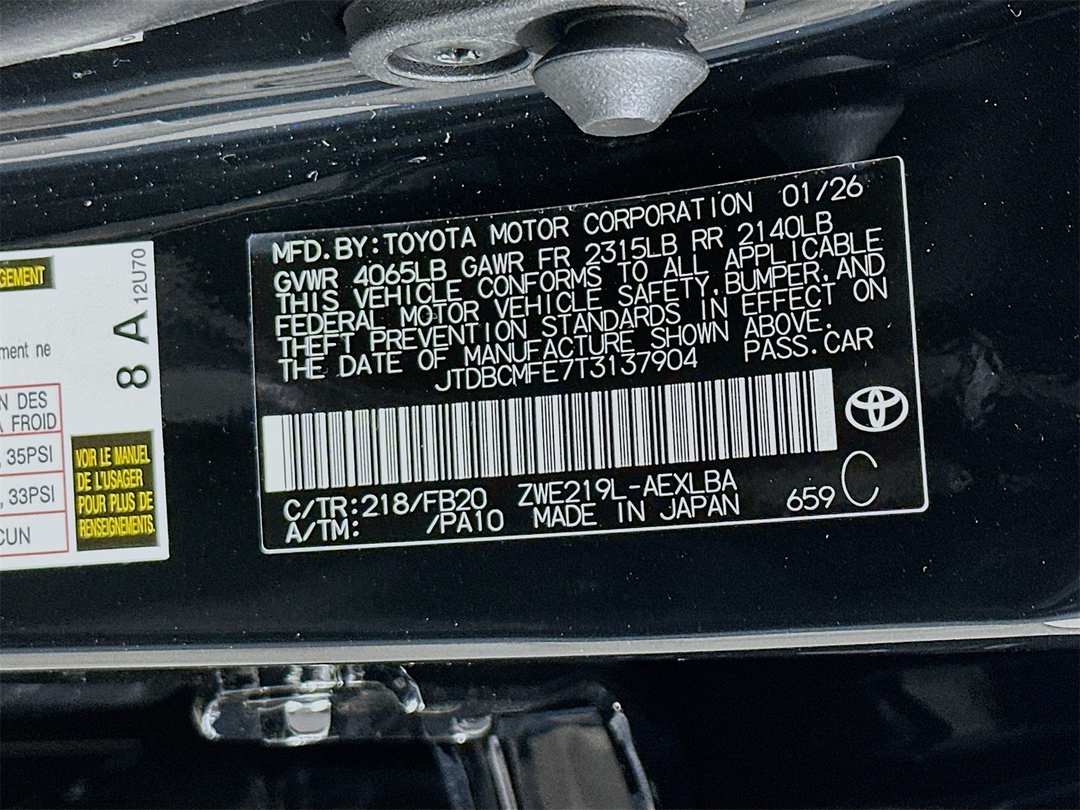 MFD.BY:TOYOTA MOTOR CORPORATION 01/26
GVWR 4065LB GAWR FR 2315LB RR 2140LB
THIS VEHICLE CONFORMS TO ALL APPLICABLE
FEDERAL MOTOR VEHICLE SAFETY,BUMPER,AND
THEFT PREVENTION STANDARDS IN EFFECT ON
THE DATE OF MANUFACTURE SHOWN ABOVE.
JTDBCMFE7T3137904 PASS.CAR
C/TR:218/FB20 ZWE219L-AEXLBA
A/TM: /PA10 MADE IN JAPAN 659 C
GEMENT
12U70
8 A
ment ne
N DES
FROID
35PSI
33PSI
CUN
VOIR LE MANUEL
DE L'USAGER
POUR PLUS DE
RENSEIGNEMENTS.